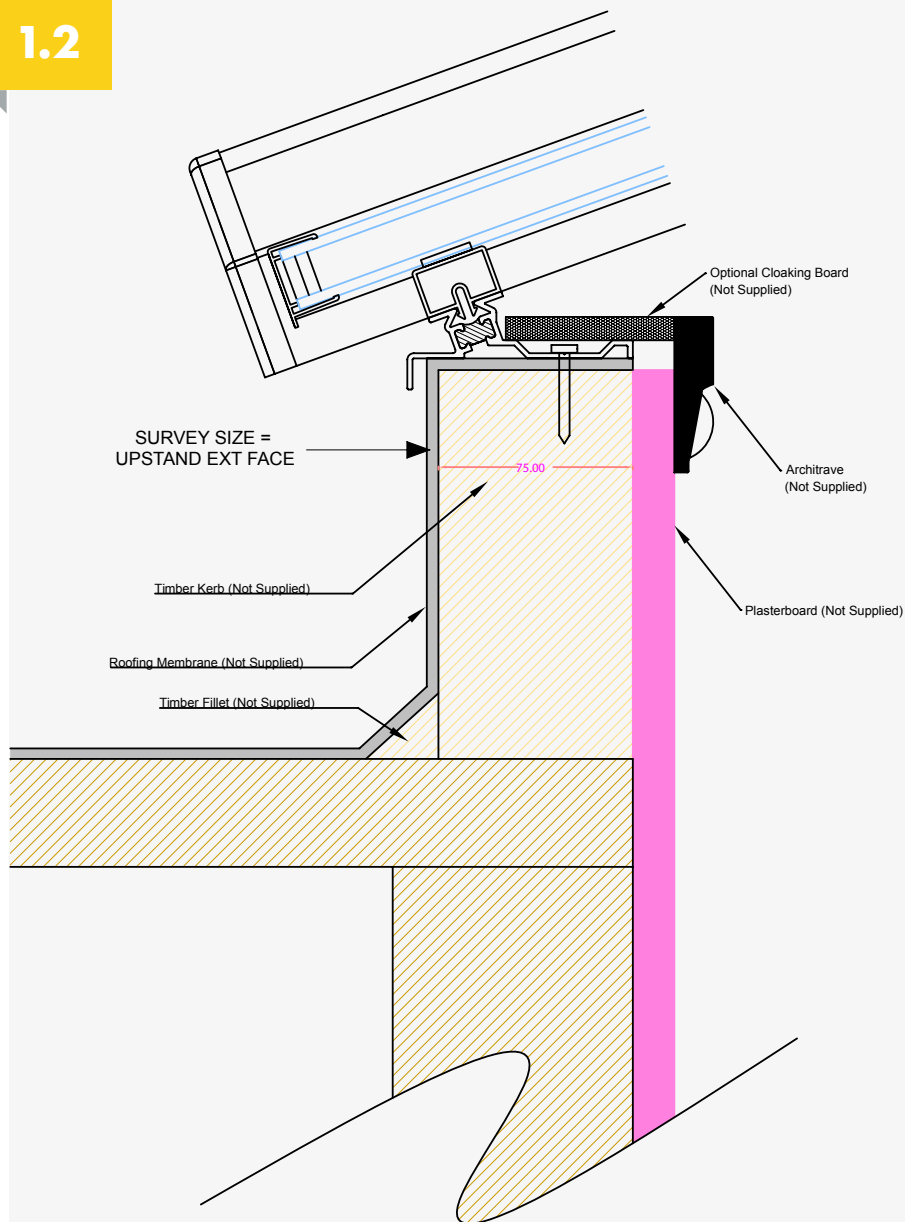 1.2
Optional Cloaking Board
(Not Supplied)
SURVEY SIZE =
UPSTAND EXT FACE
75.00
Architrave
(Not Supplied)
Timber Kerb (Not Supplied)
Plasterboard (Not Supplied)
Roofing Membrane (Not Supplied)
Timber Fillet (Not Supplied)